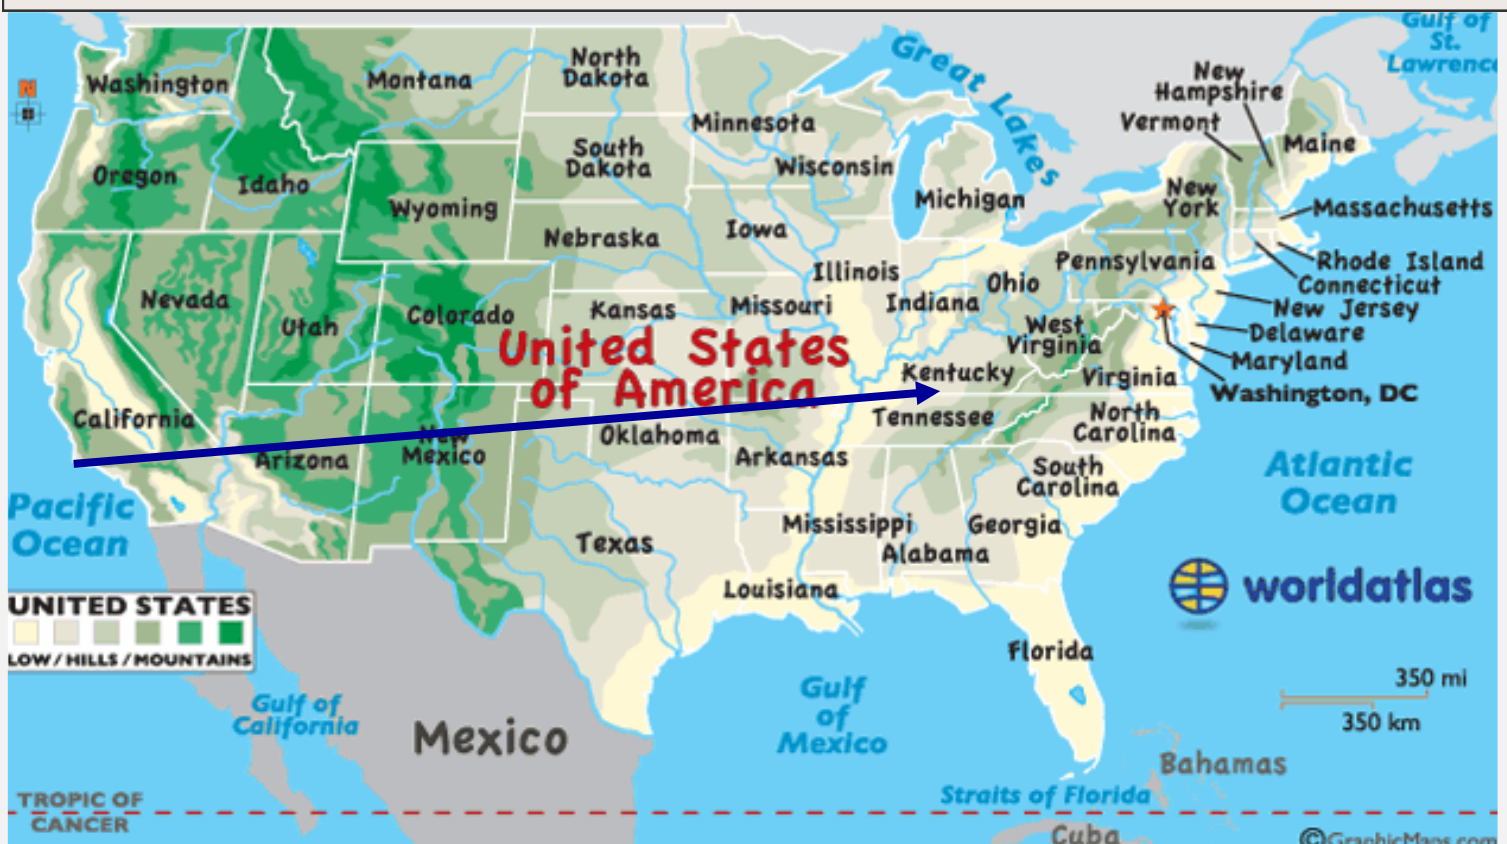 Gulf of
St.
Lawrence
Great Lakes
N
Washington
Montana
North
Dakota
Minnesota
New
Hampshire
Vermont
Maine
Oregon
Idaho
South
Dakota
Wisconsin
Michigan
New
York
Massachusetts
Wyoming
Nebraska
Iowa
Illinois
Indiana
Ohio
Pennsylvania
Rhode Island
Connecticut
New Jersey
Delaware
Maryland
Washington, DC
Nevada
Utah
Colorado
Kansas
Missouri
West
Virginia
Virginia
Kentucky
United States
of America
California
Arizona
New
Mexico
Oklahoma
Arkansas
Tennessee
North
Carolina
South
Carolina
Pacific
Ocean
Atlantic
Ocean
Texas
Louisiana
Mississippi
Alabama
Georgia
Florida
worldatlas
UNITED STATES
LOW / HILLS / MOUNTAINS
Gulf of
California
Mexico
Gulf
of
Mexico
350 mi
350 km
Bahamas
Straits of Florida
TROPIC OF
CANCER
Cuba
©GraphicMaps.com